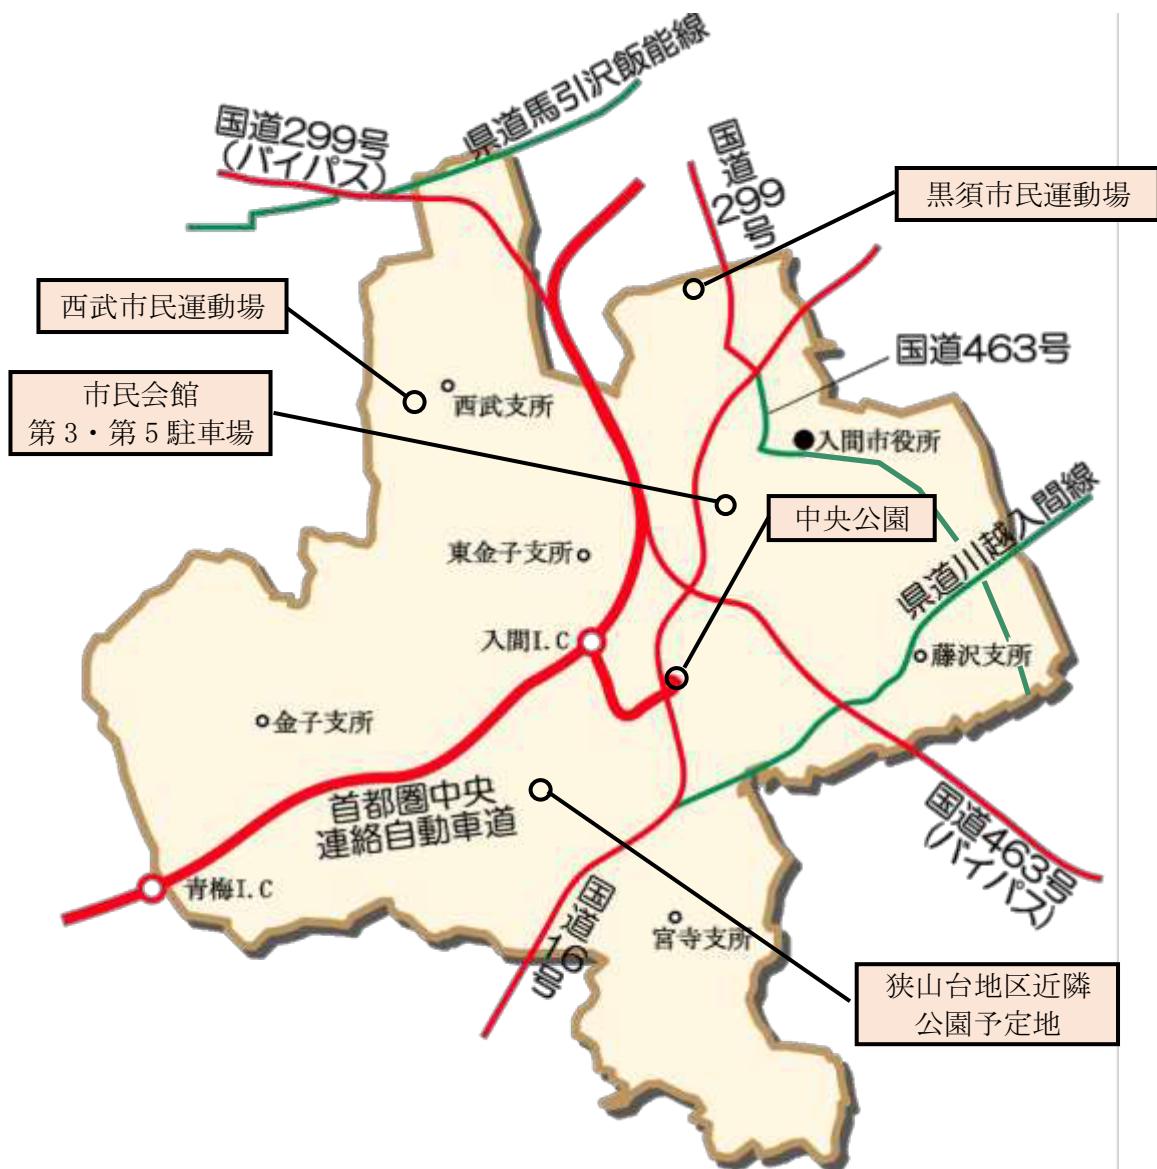 県道馬引沢飯能線
国道299号
(バイパス)
国道
299
号
黒須市民運動場
西武市民運動場
国道463号
市民会館
第3・第5駐車場
西武支所
入間市役所
中央公園
県道川越入間線
東金子支所
入間I.C
藤沢支所
金子支所
首都圏中央
連絡自動車道
国道463号
(バイパス)
青梅I.C
国道
16
号
宮寺支所
狭山台地区近隣
公園予定地